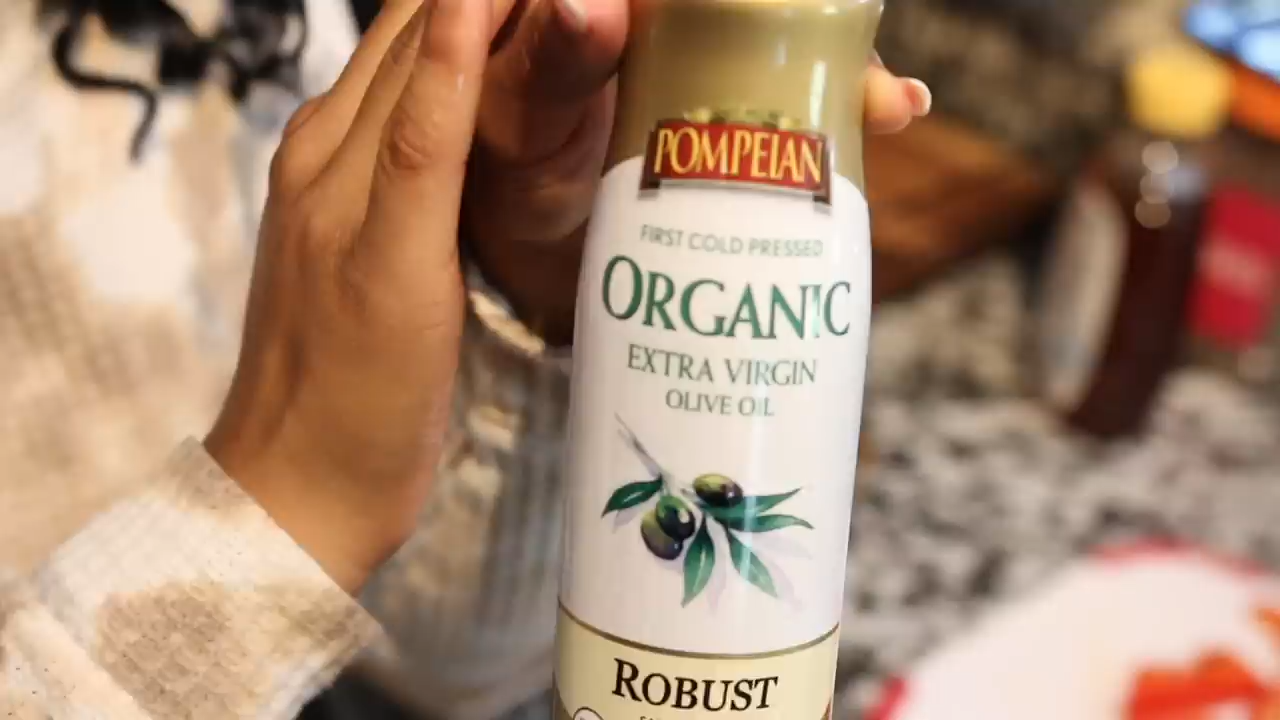 POMPEIAN
FIRST COLD PRESSED
ORGANIC
EXTRA VIRGIN
OLIVE OIL
ROBUST